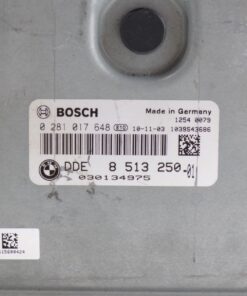 BOSCH
Made in Germany
1254 0079
0 281 017 648 10-11-03 1039S43686
DDE 8 513 250-01
030134975